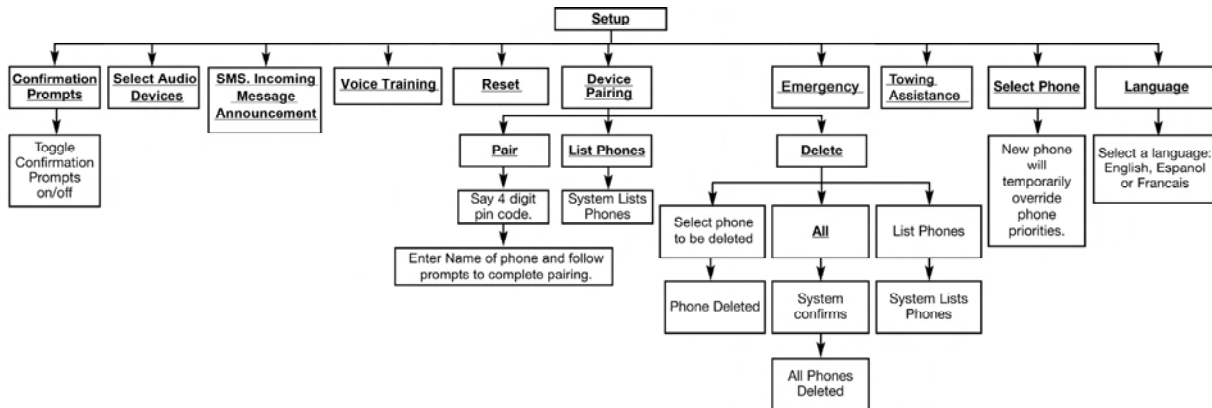 Setup
Confirmation
Prompts
Select Audio
Devices
SMS. Incoming
Message
Announcement
Voice Training
Reset
Device
Pairing
Emergency
Towing
Assistance
Select Phone
Language
Toggle
Confirmation
Prompts
on/off
Pair
List Phones
Delete
New phone
will
temporarily
override
phone
priorities.
Select a language:
English, Espanol
or Francais
Say 4 digit
pin code.
System Lists
Phones
Enter Name of phone and follow
prompts to complete pairing.
Select phone
to be deleted
All
List Phones
Phone Deleted
System
confirms
System Lists
Phones
All Phones
Deleted